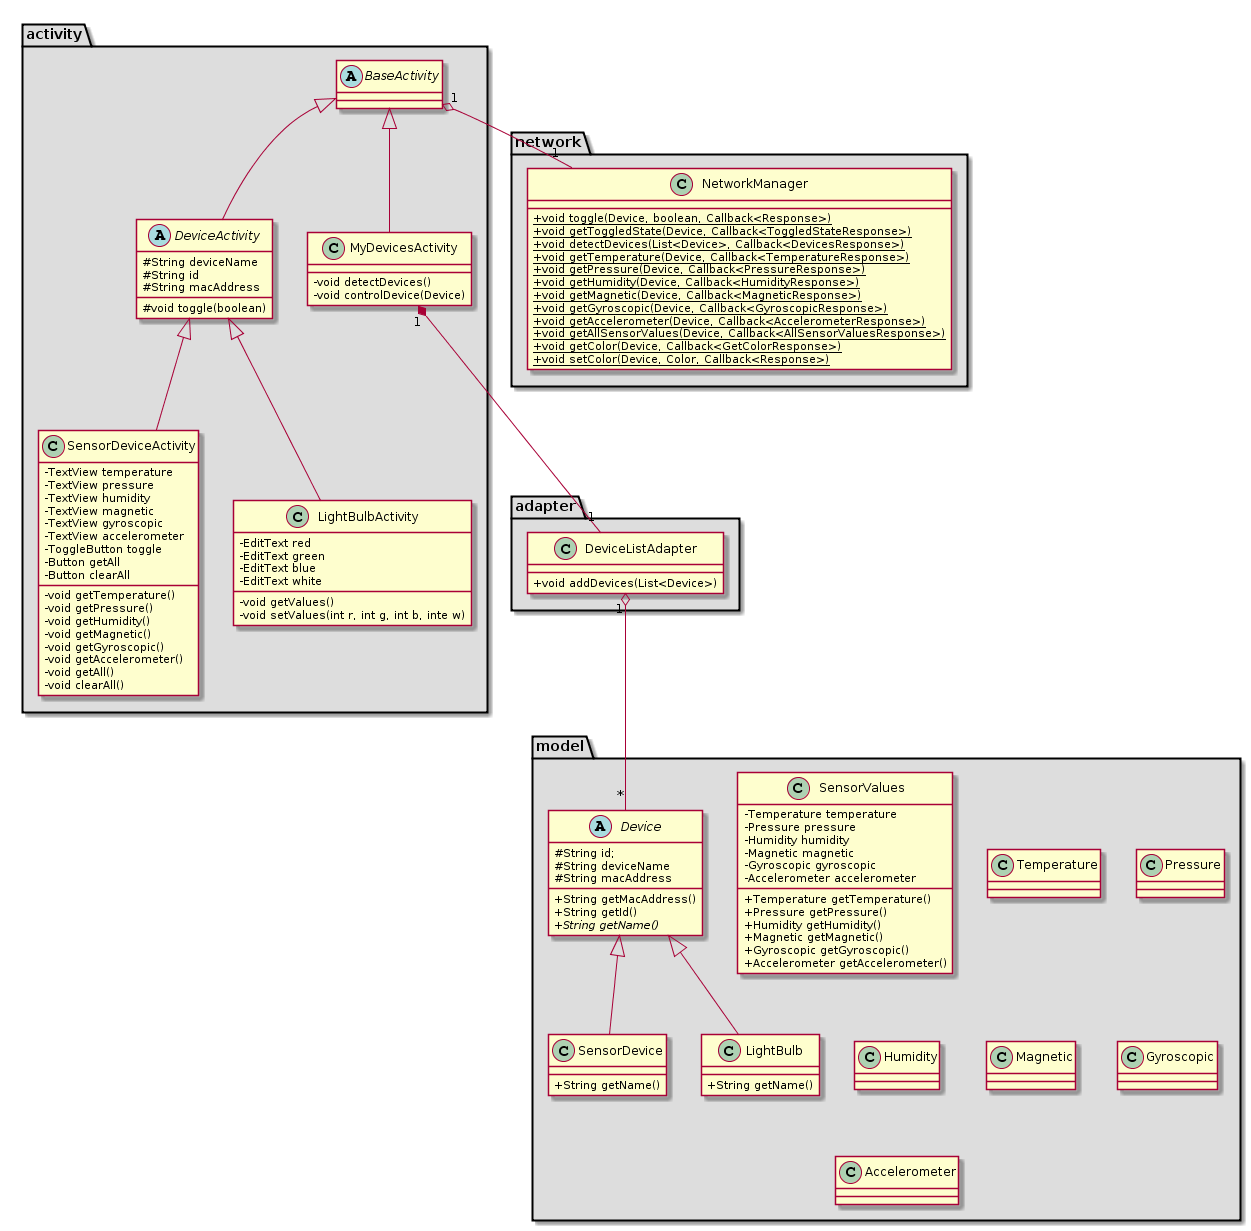 activity
A BaseActivity
1
network
1
C NetworkManager
+void toggle(Device, boolean, Callback<Response>)
+void getToggledState(Device, Callback<ToggledStateResponse>)
+void detectDevices(List<Device>, Callback<DevicesResponse>)
+void getTemperature(Device, Callback<TemperatureResponse>)
+void getPressure(Device, Callback<PressureResponse>)
+void getHumidity(Device, Callback<HumidityResponse>)
+void getMagnetic(Device, Callback<MagneticResponse>)
+void getGyroscopic(Device, Callback<GyroscopicResponse>)
+void getAccelerometer(Device, Callback<AccelerometerResponse>)
+void getAllSensorValues(Device, Callback<AllSensorValuesResponse>)
+void getColor(Device, Callback<GetColorResponse>)
+void setColor(Device, Color, Callback<Response>)
A DeviceActivity
#String deviceName
#String id
#String macAddress
#void toggle(boolean)
C MyDevicesActivity
-void detectDevices()
-void controlDevice(Device)
1
C SensorDeviceActivity
-TextView temperature
-TextView pressure
-TextView humidity
-TextView magnetic
-TextView gyroscopic
-TextView accelerometer
-ToggleButton toggle
-Button getAll
-Button clearAll
-void getTemperature()
-void getPressure()
-void getHumidity()
-void getMagnetic()
-void getGyroscopic()
-void getAccelerometer()
-void getAll()
-void clearAll()
C LightBulbActivity
-EditText red
-EditText green
-EditText blue
-EditText white
-void getValues()
-void setValues(int r, int g, int b, inte w)
adapter
1
C DeviceListAdapter
+void addDevices(List<Device>)
1
model
*
A Device
#String id;
#String deviceName
#String macAddress
+String getMacAddress()
+String getId()
+String getName()
C SensorValues
-Temperature temperature
-Pressure pressure
-Humidity humidity
-Magnetic magnetic
-Gyroscopic gyroscopic
-Accelerometer accelerometer
+Temperature getTemperature()
+Pressure getPressure()
+Humidity getHumidity()
+Magnetic getMagnetic()
+Gyroscopic getGyroscopic()
+Accelerometer getAccelerometer()
C Temperature
C Pressure
C SensorDevice
+String getName()
C LightBulb
+String getName()
C Humidity
C Magnetic
C Gyroscopic
C Accelerometer